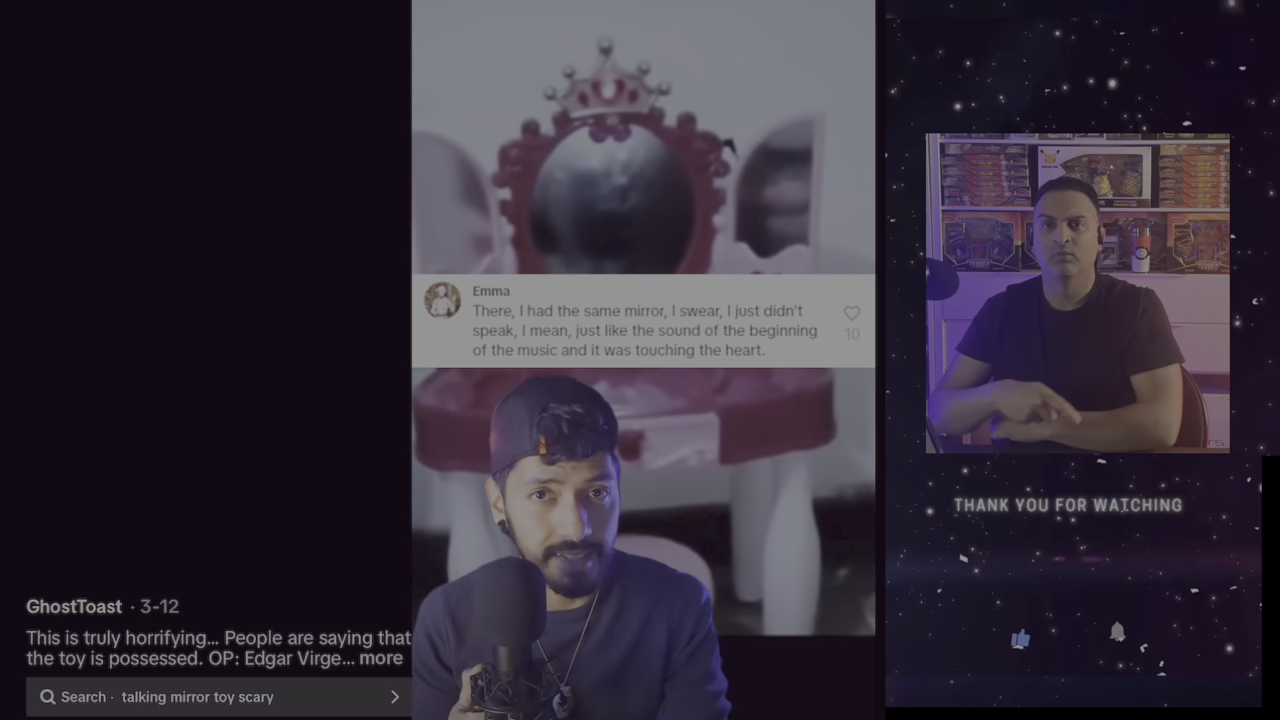 Emma
There, I had the same mirror, I swear, I just didn't
speak, I mean, just like the sound of the beginning
of the music and it was touching the heart.
10
THANK YOU FOR WATCHING
GhostToast · 3-12
This is truly horrifying... People are saying that
the toy is possessed. OP: Edgar Virge... more
Search · talking mirror toy scary